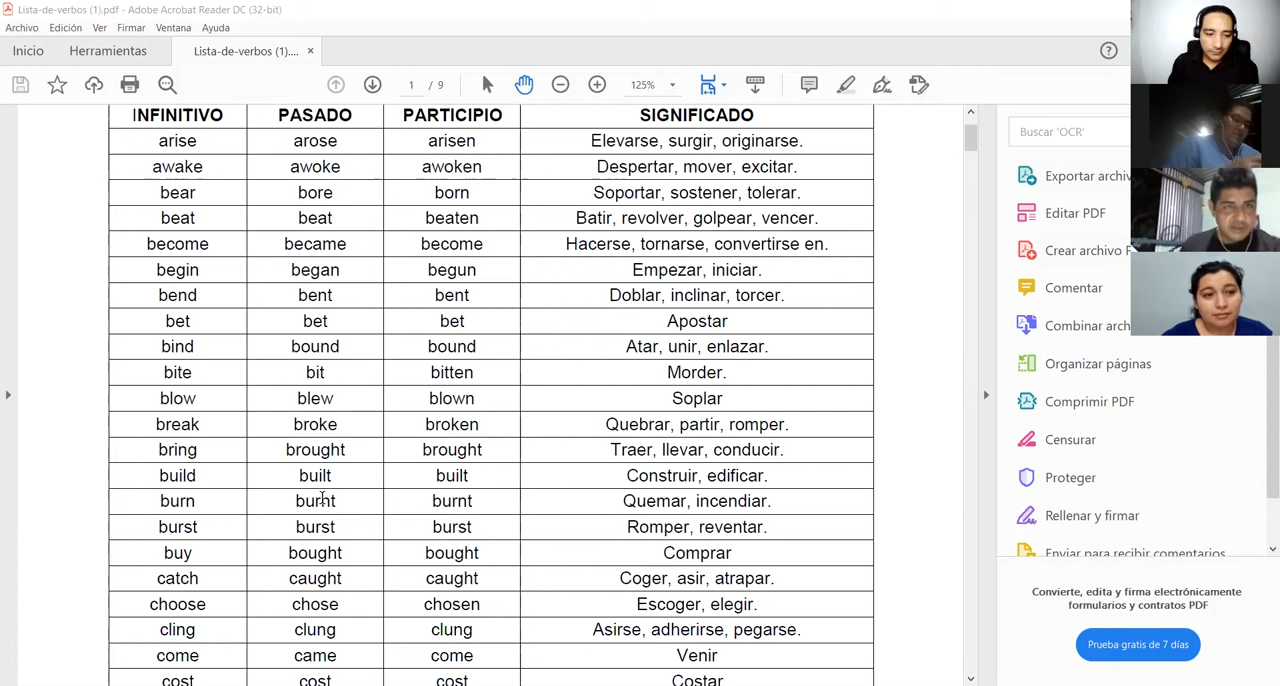 Lista-de-verbos (1).pdf - Adobe Acrobat Reader DC (32-bit)
Archivo Edición Ver Firmar Ventana Ayuda
Inicio Herramientas Lista-de-verbos (1).... ×
1 / 9 125%
INFINITIVO PASADO PARTICIPIO SIGNIFICADO
arise arose arisen Elevarse, surgir, originarse.
awake awoke awoken Despertar, mover, excitar.
bear bore born Soportar, sostener, tolerar.
beat beat beaten Batir, revolver, golpear, vencer.
become became become Hacerse, tornarse, convertirse en.
begin began begun Empezar, iniciar.
bend bent bent Doblar, inclinar, torcer.
bet bet bet Apostar
bind bound bound Atar, unir, enlazar.
bite bit bitten Morder.
blow blew blown Soplar
break broke broken Quebrar, partir, romper.
bring brought brought Traer, llevar, conducir.
build built built Construir, edificar.
burn burnt burnt Quemar, incendiar.
burst burst burst Romper, reventar.
buy bought bought Comprar
catch caught caught Coger, asir, atrapar.
choose chose chosen Escoger, elegir.
cling clung clung Asirse, adherirse, pegarse.
come came come Venir
cost cost cost Costar
Buscar 'OCR'
Exportar archiv
Editar PDF
Crear archivo P
Comentar
Combinar arch
Organizar páginas
Comprimir PDF
Censurar
Proteger
Rellenar y firmar
Enviar para recibir comentarios
Convierte, edita y firma electrónicamente
formularios y contratos PDF
Prueba gratis de 7 días